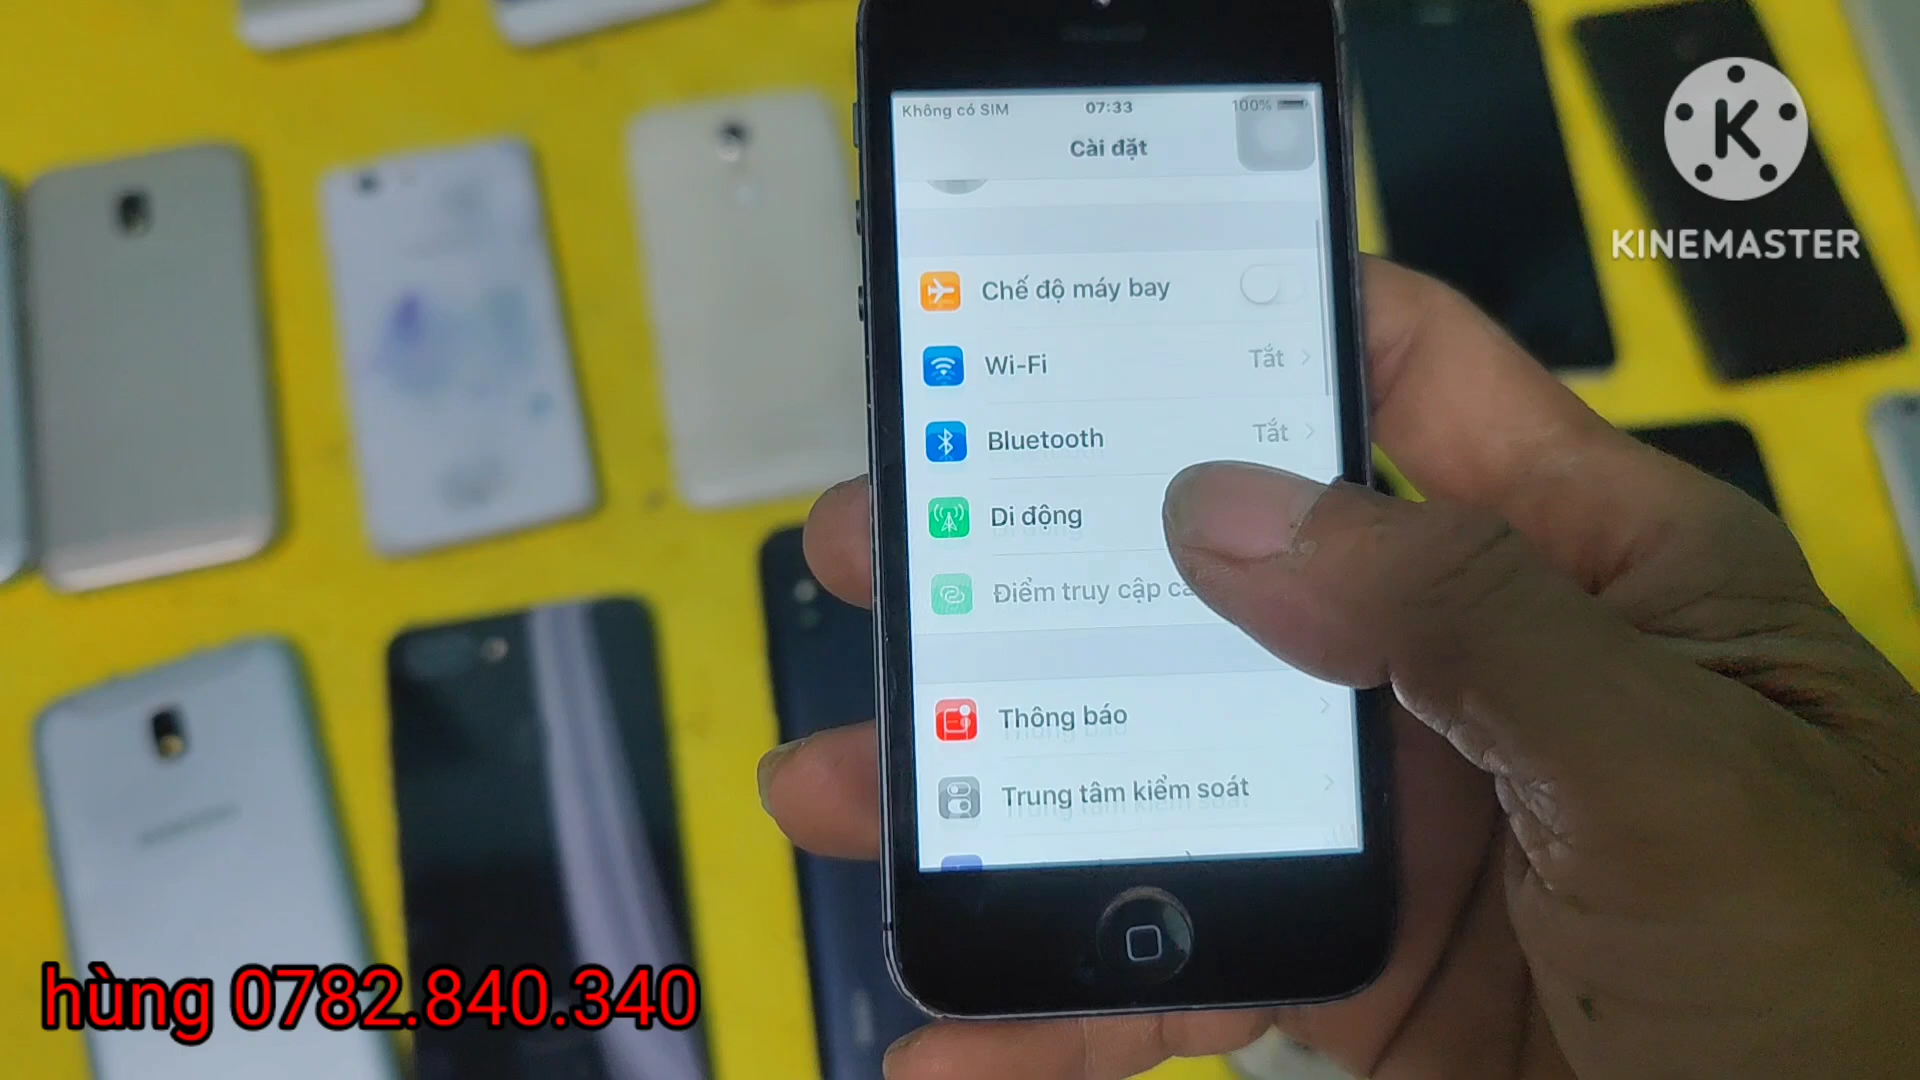 Không có SIM 07:33 100%
Cài đặt
Chế độ máy bay
Wi-Fi Tắt
Bluetooth Tắt
Di động
Điểm truy cập
Thông báo
Trung tâm kiểm soát
K
KINEMASTER
hùng 0782.840.340